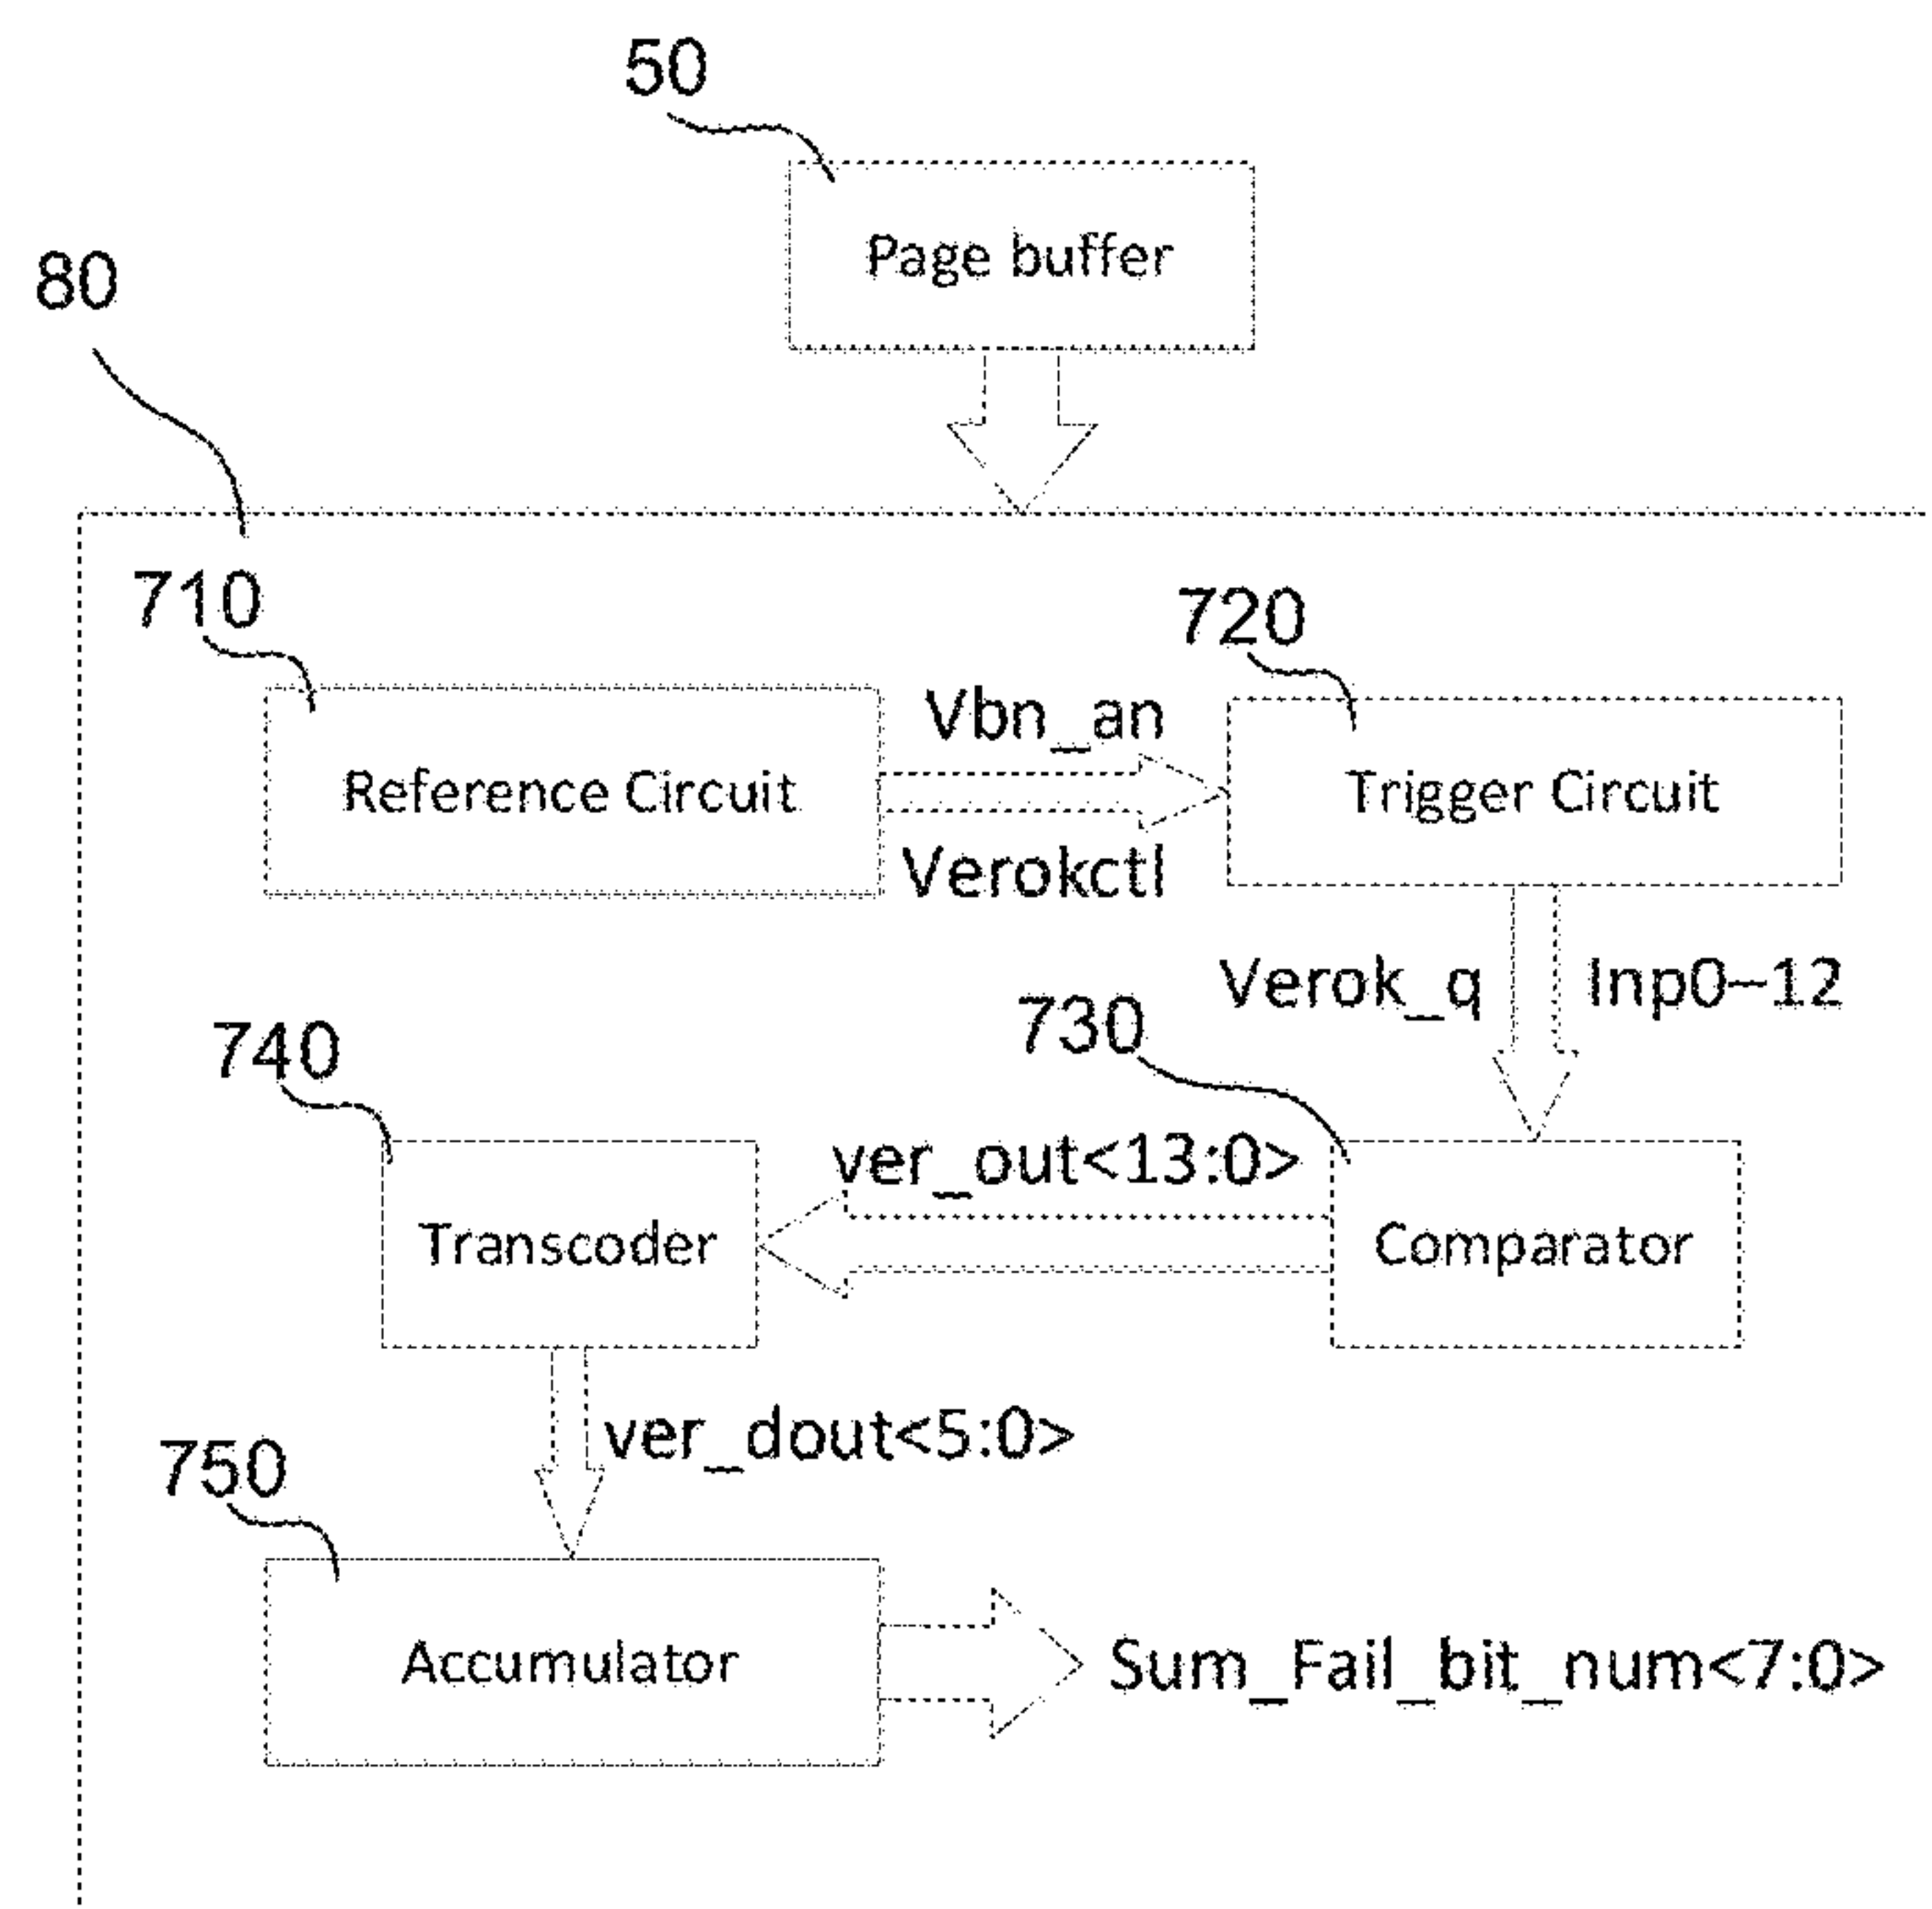 50
Page buffer
80
710
720
Vbn_an
Reference Circuit
Trigger Circuit
Verokctl
Verok_q
Inp0–12
730
740
ver_out<13:0>
Transcoder
Comparator
ver_dout<5:0>
750
Accumulator
Sum_Fail_bit_num<7:0>